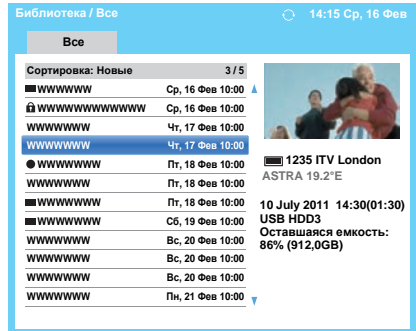 Библиотека / Все
14:15 Ср, 16 Фев
Все
Сортировка: Новые 3 / 5
WWWWWWW Ср, 16 Фев 10:00
WWWWWWWWWWWWW Ср, 16 Фев 10:00
WWWWWWW Чт, 17 Фев 10:00
WWWWWWW Чт, 17 Фев 10:00
WWWWWWWW Пт, 18 Фев 10:00
WWWWWWW Пт, 18 Фев 10:00
WWWWWWW Пт, 18 Фев 10:00
WWWWWWW Сб, 19 Фев 10:00
WWWWWWW Вс, 20 Фев 10:00
WWWWWWW Вс, 20 Фев 10:00
WWWWWWW Вс, 20 Фев 10:00
WWWWWWW Пн, 21 Фев 10:00
1235 ITV London
ASTRA 19.2°E
10 July 2011 14:30(01:30)
USB HDD3
Оставшаяся емкость:
86% (912,0GB)